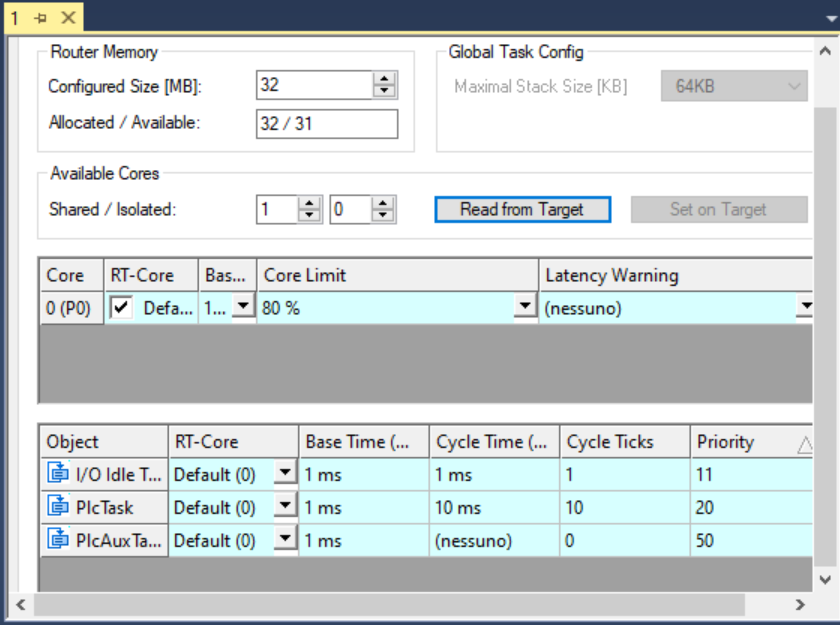 1
Router Memory
Global Task Config
Configured Size [MB]: 32
Maximal Stack Size [KB] 64KB
Allocated / Available: 32 / 31
Available Cores
Shared / Isolated: 1 0 Read from Target Set on Target
Core RT-Core Bas... Core Limit Latency Warning
0 (P0) Defa... 1... 80 % (nessuno)
Object RT-Core Base Time (... Cycle Time (... Cycle Ticks Priority
I/O Idle T... Default (0) 1 ms 1 ms 1 11
PlcTask Default (0) 1 ms 10 ms 10 20
PlcAuxTa... Default (0) 1 ms (nessuno) 0 50